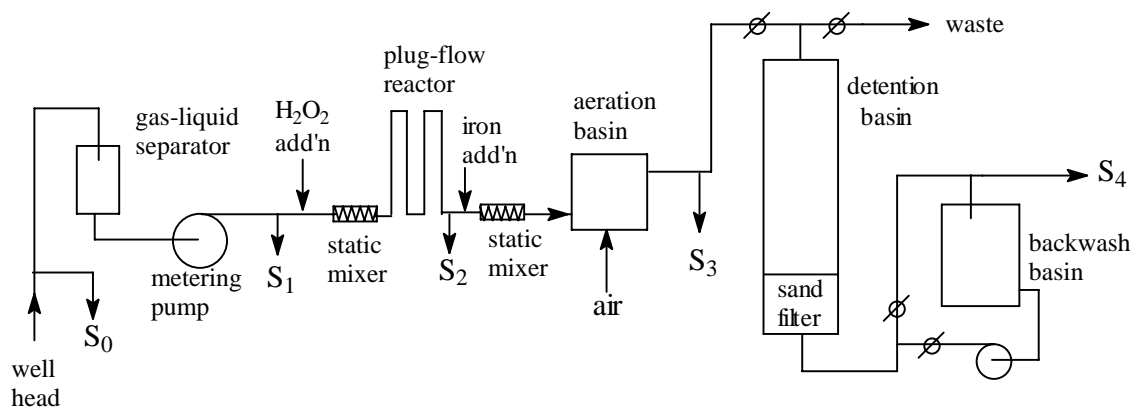 plug-flow
reactor
waste
H₂O₂
add'n
gas-liquid
separator
iron
add'n
aeration
basin
detention
basin
S₄
S₁
static
mixer
S₂
static
mixer
S₃
metering
pump
S₀
air
sand
filter
backwash
basin
well
head